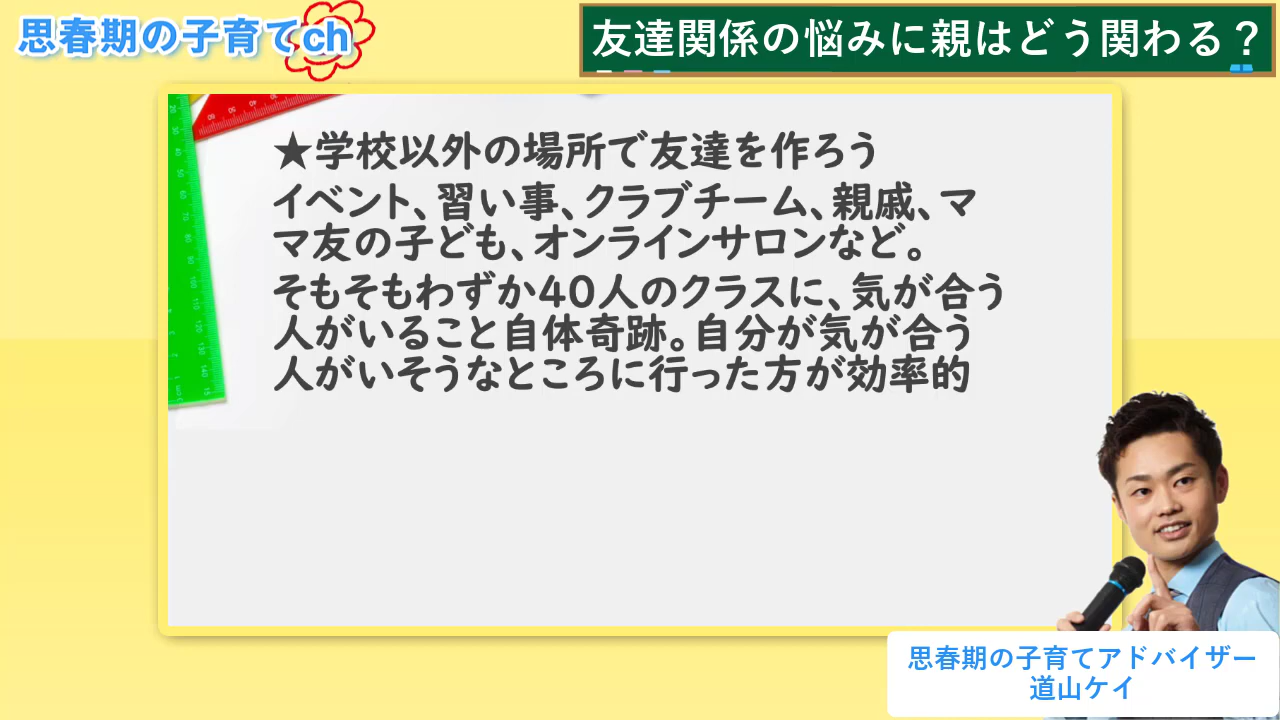 思春期の子育てch
友達関係の悩みに親はどう関わる？
★学校以外の場所で友達を作ろう
イベント、習い事、クラブチーム、親戚、マ
マ友の子ども、オンラインサロンなど。
そもそもわずか40人のクラスに、気が合う
人がいること自体奇跡。自分が気が合う
人がいそうなところに行った方が効率的
思春期の子育てアドバイザー
道山ケイ